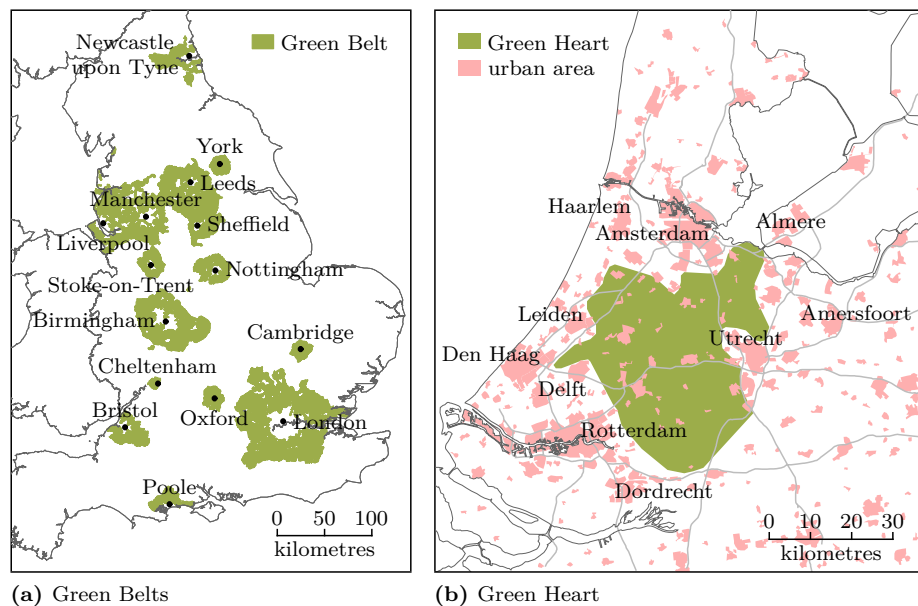 Newcastle
upon Tyne
Green Belt
York
Leeds
Manchester
Sheffield
Liverpool
Nottingham
Stoke-on-Trent
Birmingham
Cambridge
Cheltenham
Bristol
Oxford
London
Poole
0 50 100
kilometres
(a) Green Belts
Green Heart
urban area
Haarlem
Almere
Amsterdam
Leiden
Amersfoort
Utrecht
Den Haag
Delft
Rotterdam
Dordrecht
0 10 20 30
kilometres
(b) Green Heart